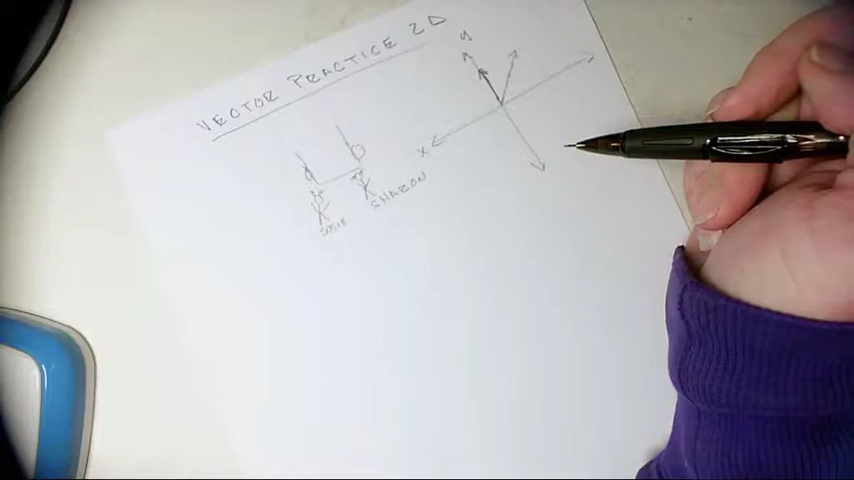 VECTOR PRACTICE 2D
y
x
SHARON
SUSIE